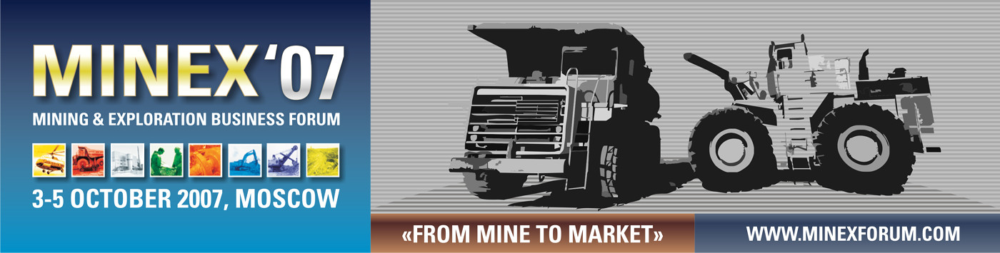 MINEX ‘07
MINING & EXPLORATION BUSINESS FORUM
3-5 OCTOBER 2007, MOSCOW
«FROM MINE TO MARKET»
WWW.MINEXFORUM.COM